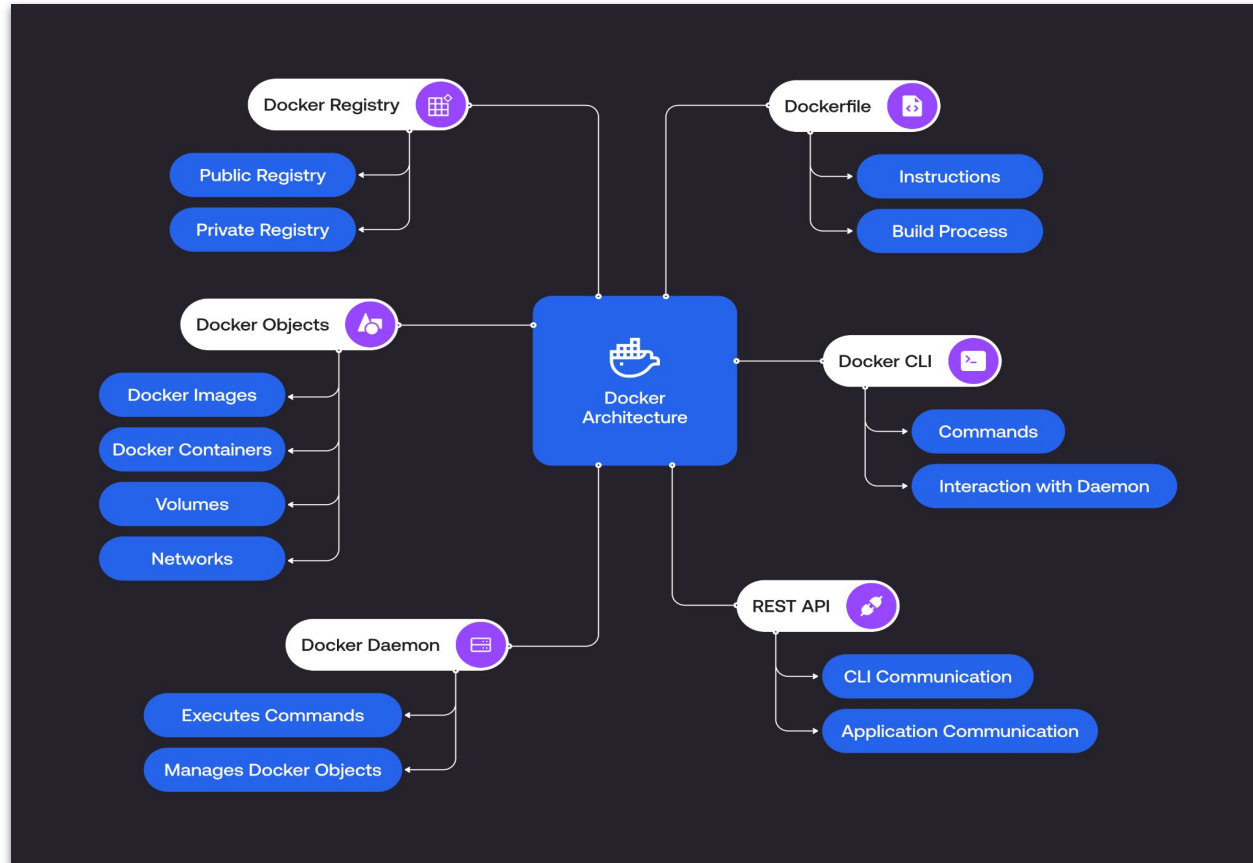 Docker Registry
Public Registry
Private Registry
Dockerfile
Instructions
Build Process
Docker Objects
Docker Images
Docker Containers
Volumes
Networks
Docker
Architecture
Docker CLI
Commands
Interaction with Daemon
Docker Daemon
Executes Commands
Manages Docker Objects
REST API
CLI Communication
Application Communication